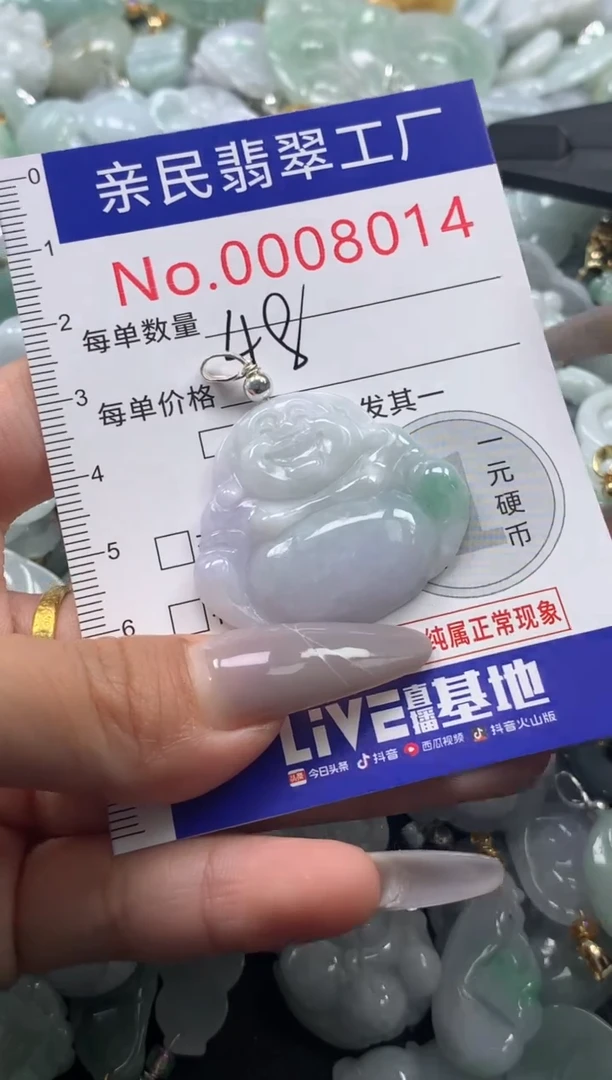 亲民翡翠工厂
No.0008014
每单数量 48
每单价格 发其一
一元硬币
纯属正常现象
LiVE直播基地
今日头条 抖音 西瓜视频 抖音火山版
0
1
2
3
4
5
6